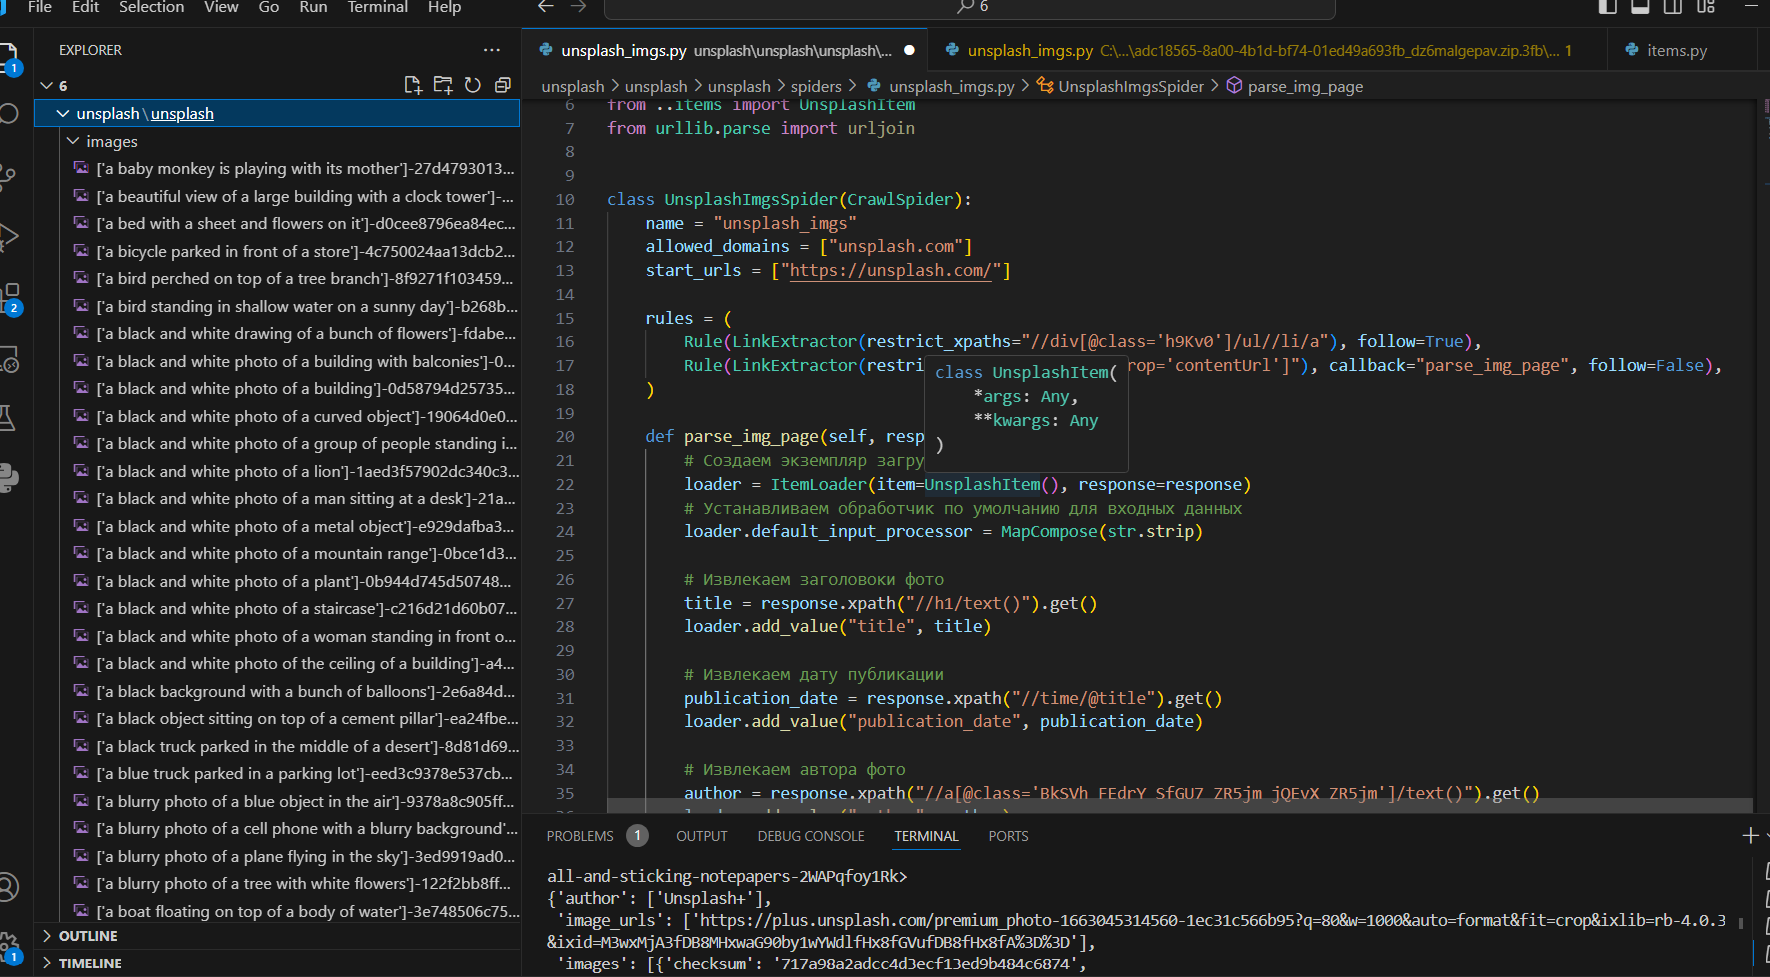 File Edit Selection View Go Run Terminal Help
6
EXPLORER
unsplash_imgs.py unsplash\unsplash\unsplash\...
unsplash_imgs.py C:\...\adc18565-8a00-4b1d-bf74-01ed49a693fb_dz6malgepav.zip.3fb\... 1
items.py
6
unsplash > unsplash > unsplash > spiders > unsplash_imgs.py > UnsplashImgsSpider > parse_img_page
unsplash\unsplash
images
['a baby monkey is playing with its mother']-27d4793013...
['a beautiful view of a large building with a clock tower']-...
['a bed with a sheet and flowers on it']-d0cee8796ea84ec...
['a bicycle parked in front of a store']-4c750024aa13dcb2...
['a bird perched on top of a tree branch']-8f9271f103459...
['a bird standing in shallow water on a sunny day']-b268b...
['a black and white drawing of a bunch of flowers']-fdabe...
['a black and white photo of a building with balconies']-0...
['a black and white photo of a building']-0d58794d25735...
['a black and white photo of a curved object']-19064d0e0...
['a black and white photo of a group of people standing i...
['a black and white photo of a lion']-1aed3f57902dc340c3...
['a black and white photo of a man sitting at a desk']-21a...
['a black and white photo of a metal object']-e929dafba3...
['a black and white photo of a mountain range']-0bce1d3...
['a black and white photo of a plant']-0b944d745d50748...
['a black and white photo of a staircase']-c216d21d60b07...
['a black and white photo of a woman standing in front o...
['a black and white photo of the ceiling of a building']-a4...
['a black background with a bunch of balloons']-2e6a84d...
['a black object sitting on top of a cement pillar']-ea24fbe...
['a black truck parked in the middle of a desert']-8d81d69...
['a blue truck parked in a parking lot']-eed3c9378e537cb...
['a blurry photo of a blue object in the air']-9378a8c905ff...
['a blurry photo of a cell phone with a blurry background'...
['a blurry photo of a plane flying in the sky']-3ed9919ad0...
['a blurry photo of a tree with white flowers']-122f2bb8ff...
['a boat floating on top of a body of water']-3e748506c75...
OUTLINE
TIMELINE
1
2
1
6 from ..items import UnsplashItem
7 from urllib.parse import urljoin
8
9
10 class UnsplashImgsSpider(CrawlSpider):
11 name = "unsplash_imgs"
12 allowed_domains = ["unsplash.com"]
13 start_urls = ["https://unsplash.com/"]
14
15 rules = (
16 Rule(LinkExtractor(restrict_xpaths="//div[@class='h9Kv0']/ul//li/a"), follow=True),
17 Rule(LinkExtractor(restri rop='contentUrl']"), callback="parse_img_page", follow=False),
18 )
19
20 def parse_img_page(self, resp
21 # Создаем экземпляр загру
22 loader = ItemLoader(item=UnsplashItem(), response=response)
23 # Устанавливаем обработчик по умолчанию для входных данных
24 loader.default_input_processor = MapCompose(str.strip)
25
26 # Извлекаем заголовоки фото
27 title = response.xpath("//h1/text()").get()
28 loader.add_value("title", title)
29
30 # Извлекаем дату публикации
31 publication_date = response.xpath("//time/@title").get()
32 loader.add_value("publication_date", publication_date)
33
34 # Извлекаем автора фото
35 author = response.xpath("//a[@class='BkSVh FEdrY SfGU7 ZR5jm jQEvX ZR5jm']/text()").get()
class UnsplashItem(
*args: Any,
**kwargs: Any
)
PROBLEMS 1 OUTPUT DEBUG CONSOLE TERMINAL PORTS
all-and-sticking-notepapers-2WAPqfoy1Rk>
{'author': ['Unsplash+'],
'image_urls': ['https://plus.unsplash.com/premium_photo-1663045314560-1ec31c566b95?q=80&w=1000&auto=format&fit=crop&ixlib=rb-4.0.3
&ixid=M3wxMjA3fDB8MHxwaG90by1wYWdlfHx8fGVufDB8fHx8fA%3D%3D'],
'images': [{'checksum': '717a98a2adcc4d3ecf13ed9b484c6874',